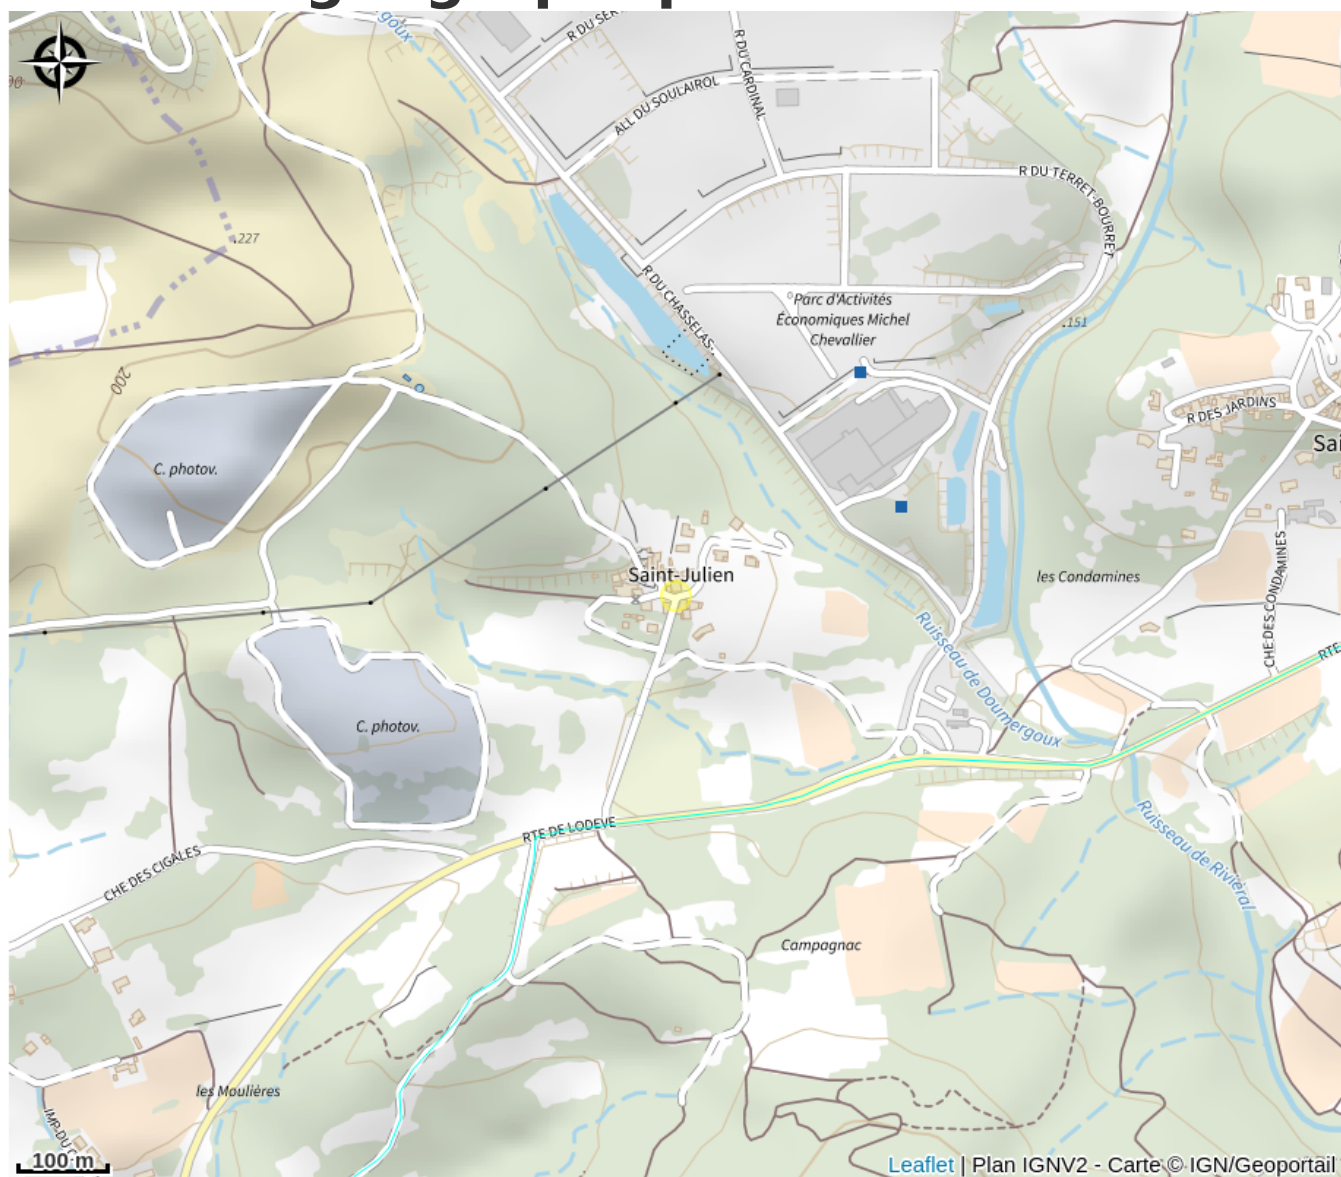 goux
R DU SER
R DU CARDINAL
ALL DU SOULAIROL
R DU TERRET-BOURRET
.227
R DU CHASSELAS
Parc d'Activités
Économiques Michel
Chevallier
.151
200
R DES JARDINS
Sai
C. photov.
Saint-Julien
les Condamines
CHE DES CONDAMINES
Ruisseau de Doumergoux
RTE
C. photov.
RTE DE LODEVE
Ruisseau de Riviéral
CHE DES CIGALES
Campagnac
les Moulières
IMP DU C
100 m
Leaflet | Plan IGNV2 - Carte © IGN/Geoportail